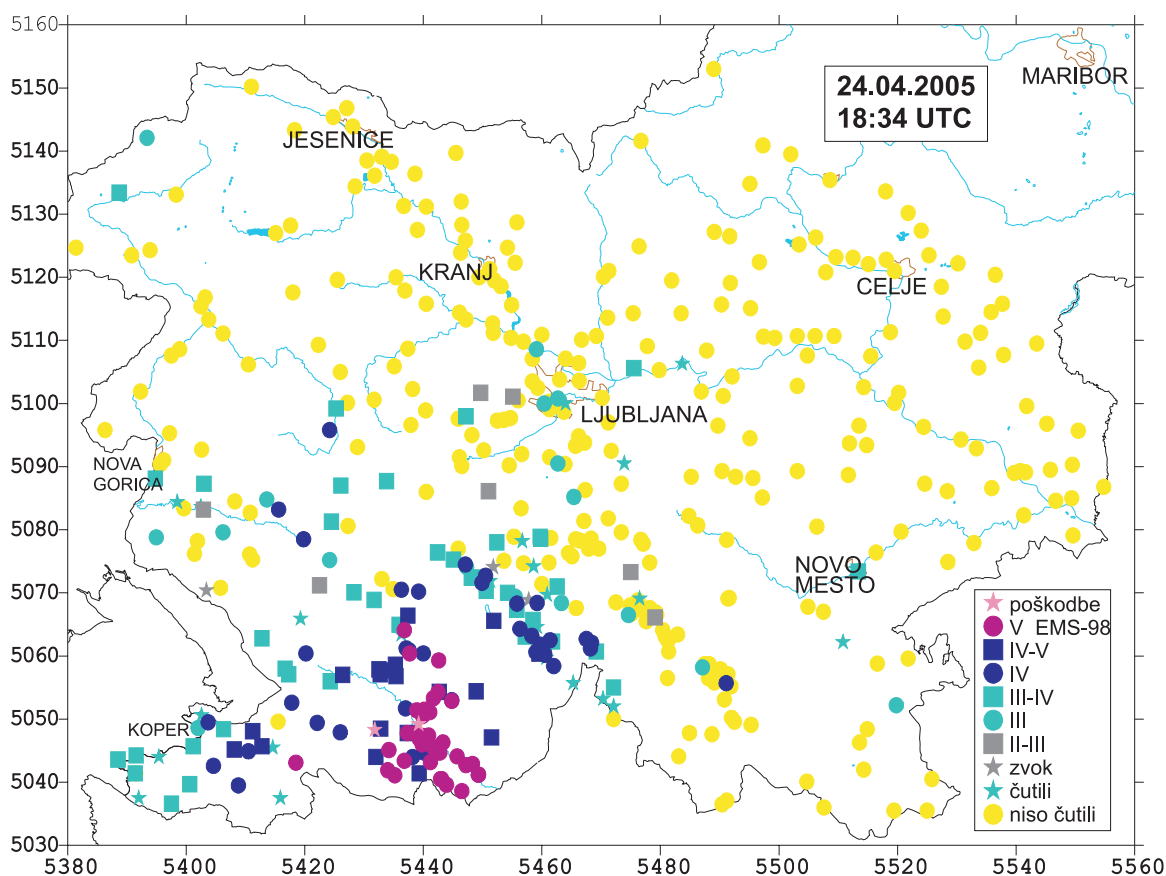 5160
5150
5140
5130
5120
5110
5100
5090
5080
5070
5060
5050
5040
5030
24.04.2005
18:34 UTC
MARIBOR
JESENICE
KRANJ
CELJE
LJUBLJANA
NOVA
GORICA
NOVO
MESTO
KOPER
poškodbe
V EMS-98
IV-V
IV
III-IV
III
II-III
zvok
čutili
niso čutili
5380 5400 5420 5440 5460 5480 5500 5520 5540 5560